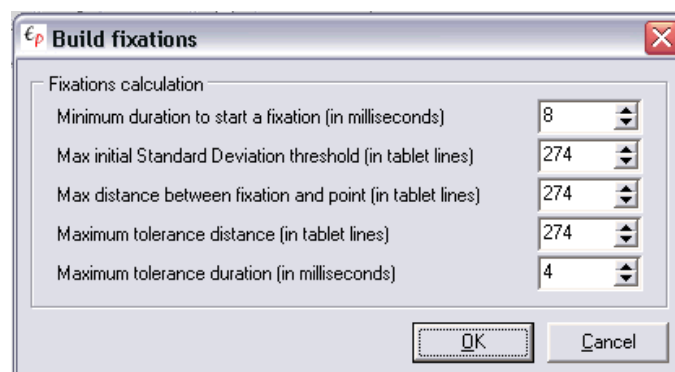 €p Build fixations
Fixations calculation
Minimum duration to start a fixation (in milliseconds) 8
Max initial Standard Deviation threshold (in tablet lines) 274
Max distance between fixation and point (in tablet lines) 274
Maximum tolerance distance (in tablet lines) 274
Maximum tolerance duration (in milliseconds) 4
OK Cancel